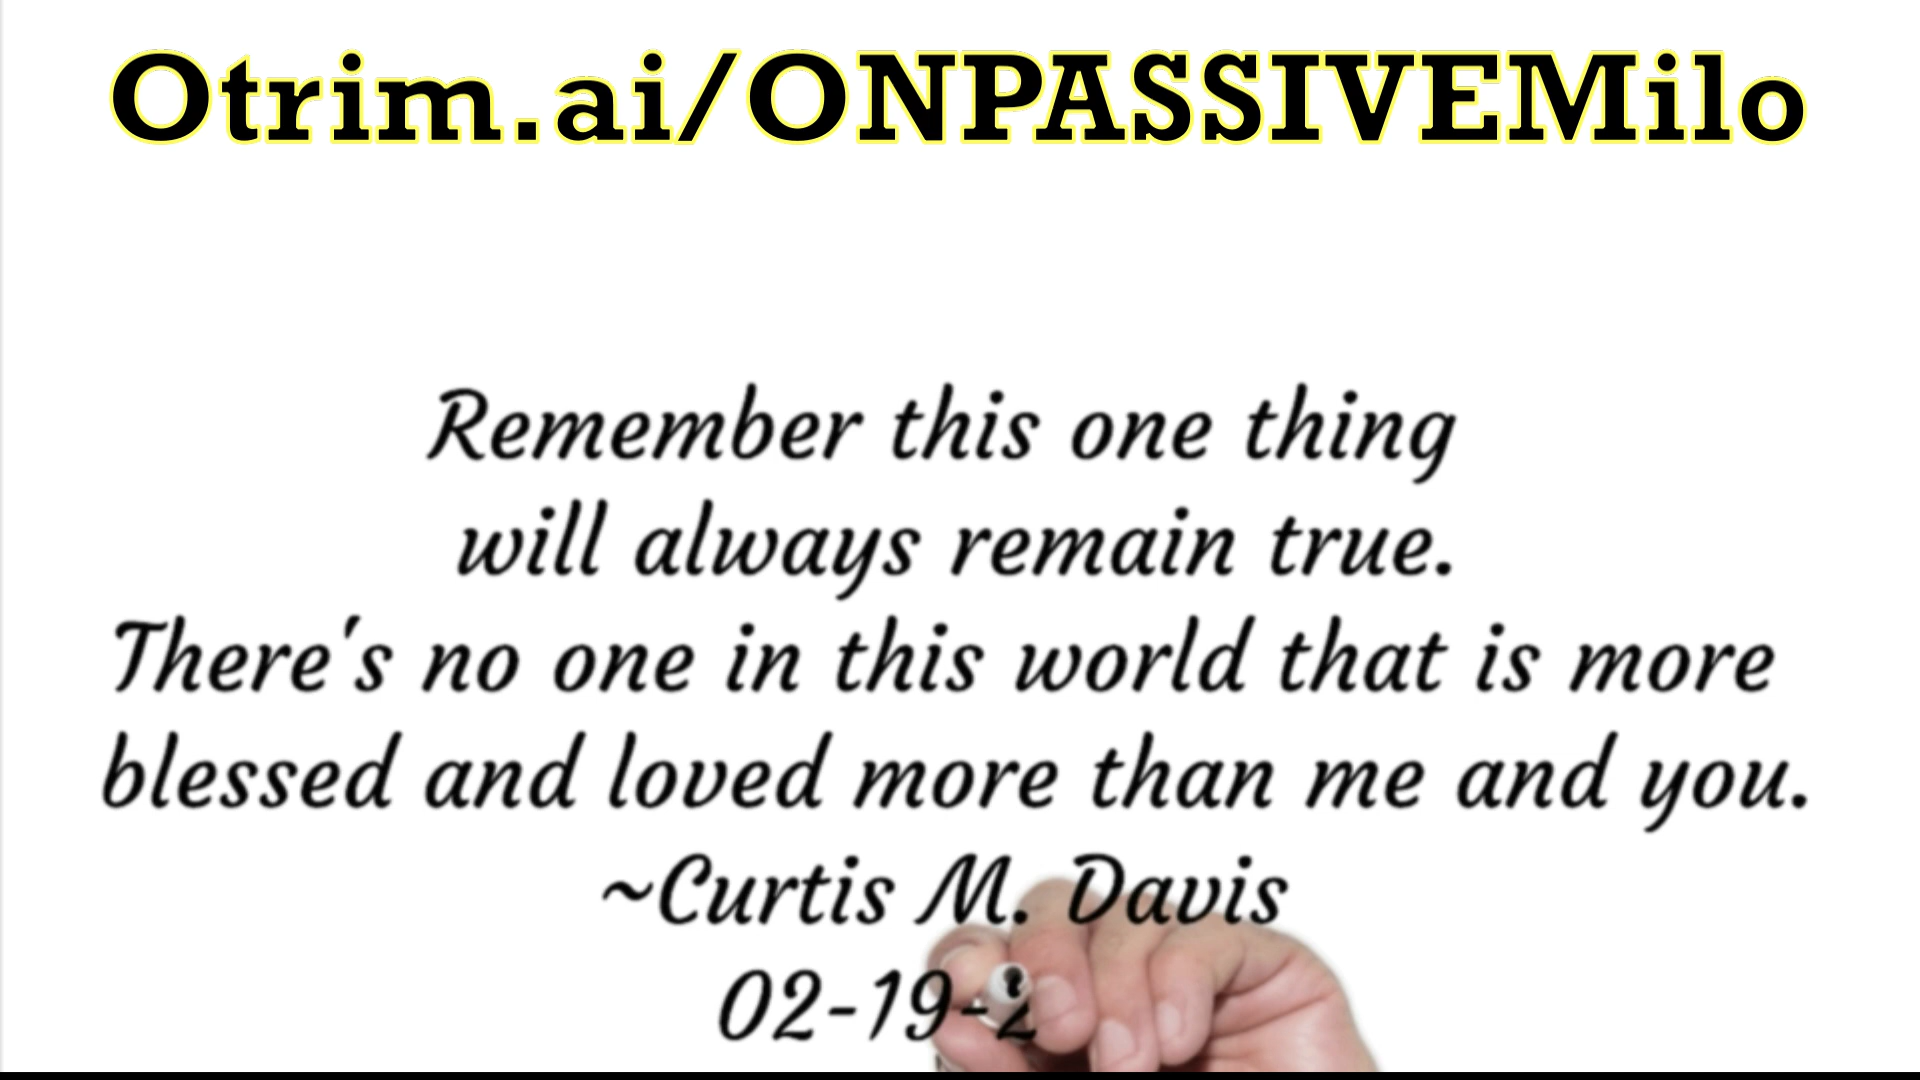 Otrim.ai/ONPASSIVEMilo
Remember this one thing
will always remain true.
There's no one in this world that is more
blessed and loved more than me and you.
~Curtis M. Davis
02-19-2